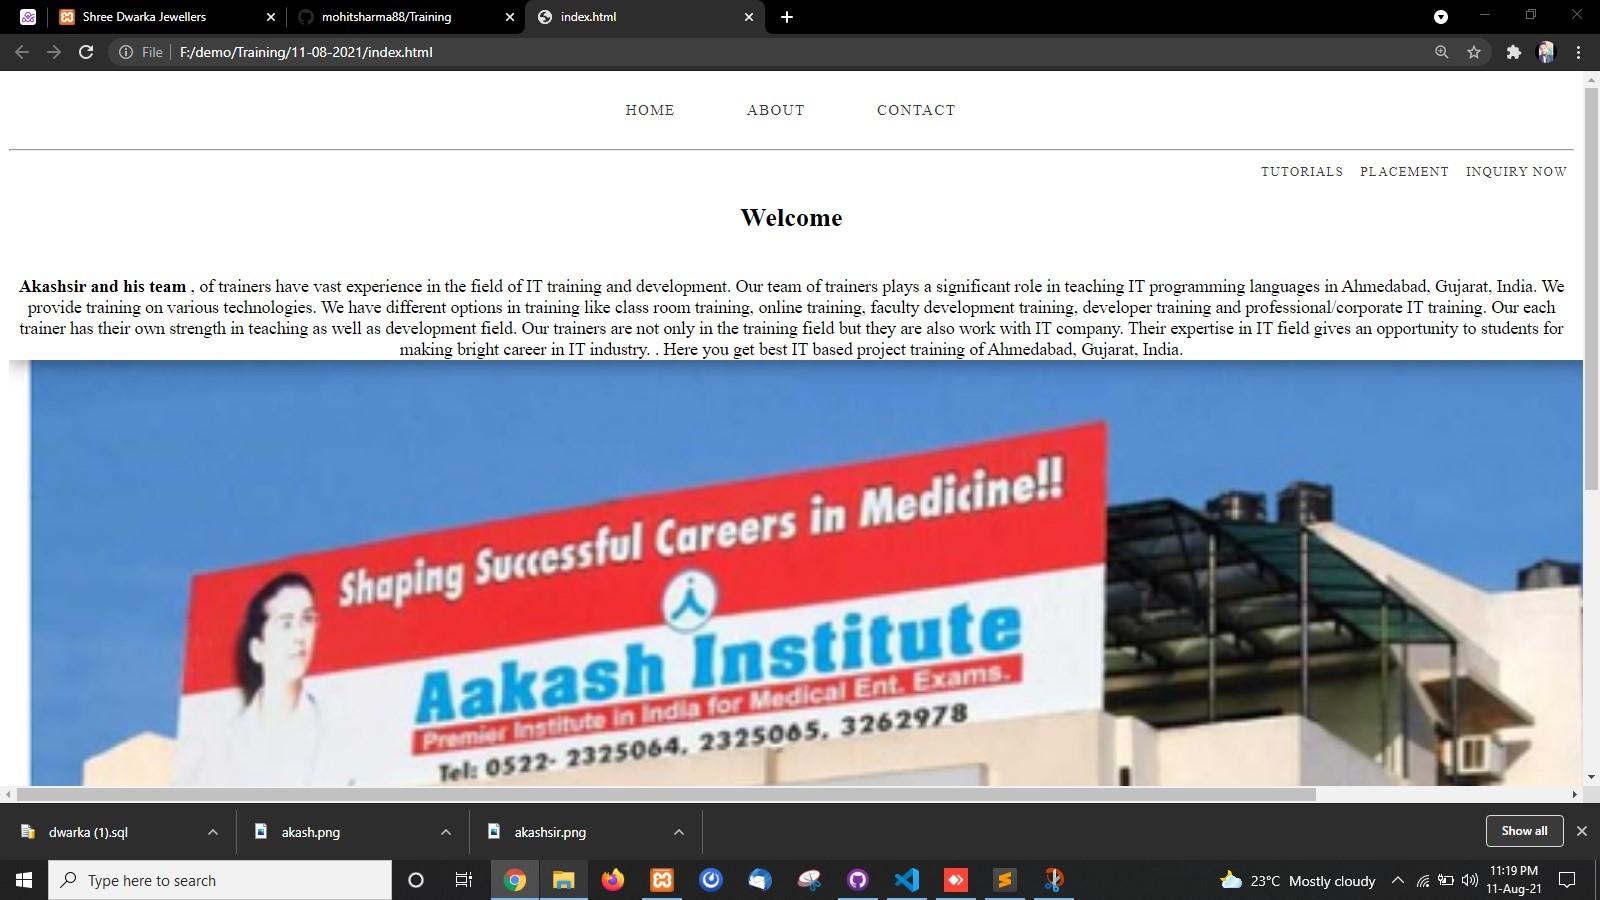 Shree Dwarka Jewellers
mohitsharma88/Training
index.html
File
F:/demo/Training/11-08-2021/index.html
HOME ABOUT CONTACT
TUTORIALS PLACEMENT INQUIRY NOW
Welcome
Akashsir and his team , of trainers have vast experience in the field of IT training and development. Our team of trainers plays a significant role in teaching IT programming languages in Ahmedabad, Gujarat, India. We
provide training on various technologies. We have different options in training like class room training, online training, faculty development training, developer training and professional/corporate IT training. Our each
trainer has their own strength in teaching as well as development field. Our trainers are not only in the training field but they are also work with IT company. Their expertise in IT field gives an opportunity to students for
making bright career in IT industry. . Here you get best IT based project training of Ahmedabad, Gujarat, India.
Shaping Successful Careers in Medicine!!
Aakash Institute
Premier Institute in India for Medical Ent. Exams.
Tel: 0522- 2325064, 2325065, 3262978
dwarka (1).sql
akash.png
akashsir.png
Show all
Type here to search
23°C Mostly cloudy
11:19 PM
11-Aug-21